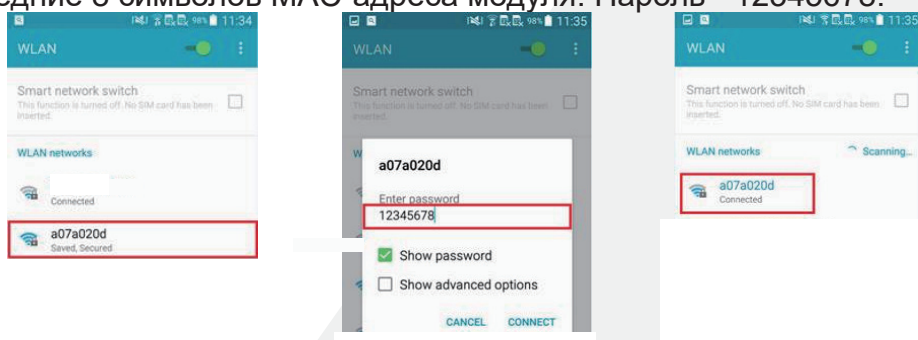 едние 8 символов MAC-адреса модуля. Пароль - 12345678.
98% 11:34
WLAN
Smart network switch
This function is turned off. No SIM card has been
inserted.
WLAN networks
Connected
a07a020d
Saved, Secured
98% 11:35
WLAN
Smart network switch
This function is turned off. No SIM card has been
inserted.
a07a020d
Enter password
12345678
Show password
Show advanced options
CANCEL CONNECT
98% 11:35
WLAN
Smart network switch
This function is turned off. No SIM card has been
inserted.
WLAN networks Scanning...
a07a020d
Connected